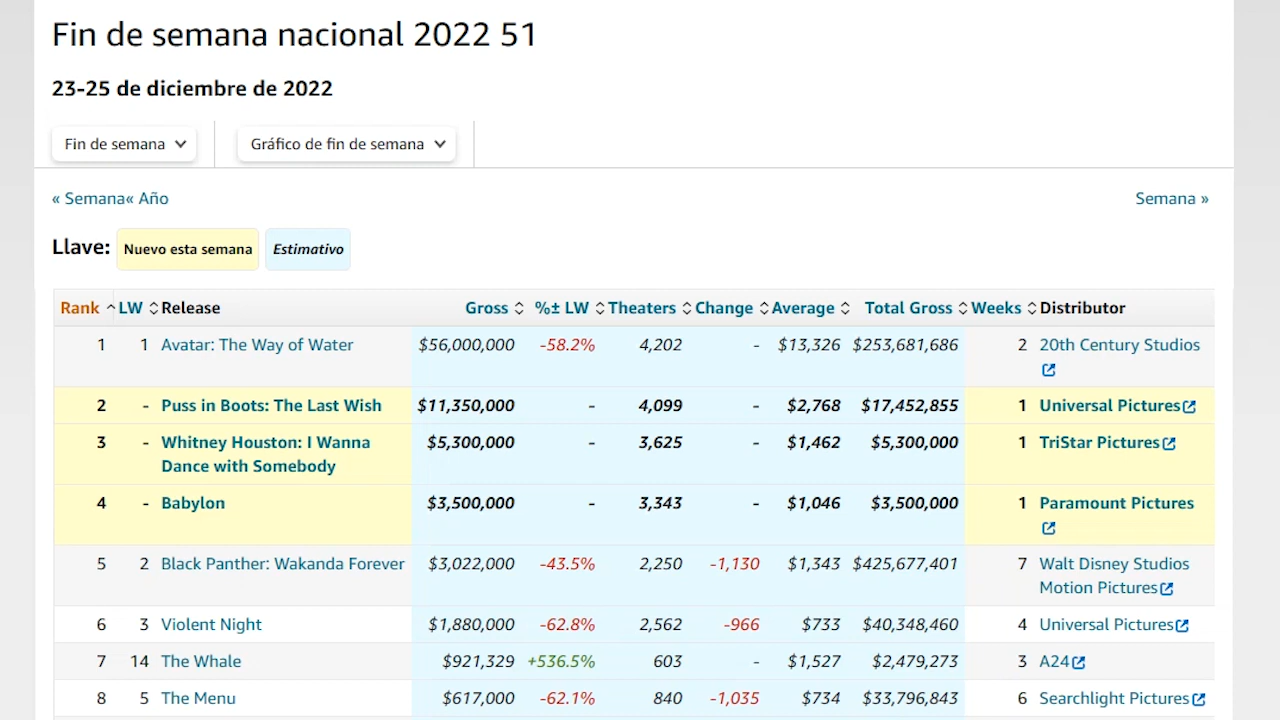 Fin de semana nacional 2022 51
23-25 de diciembre de 2022
Fin de semana Gráfico de fin de semana
« Semana« Año Semana »
Llave: Nuevo esta semana Estimativo
Rank LW Release Gross %± LW Theaters Change Average Total Gross Weeks Distributor
1 1 Avatar: The Way of Water $56,000,000 -58.2% 4,202 - $13,326 $253,681,686 2 20th Century Studios
2 - Puss in Boots: The Last Wish $11,350,000 - 4,099 - $2,768 $17,452,855 1 Universal Pictures
3 - Whitney Houston: I Wanna $5,300,000 - 3,625 - $1,462 $5,300,000 1 TriStar Pictures
Dance with Somebody
4 - Babylon $3,500,000 - 3,343 - $1,046 $3,500,000 1 Paramount Pictures
5 2 Black Panther: Wakanda Forever $3,022,000 -43.5% 2,250 -1,130 $1,343 $425,677,401 7 Walt Disney Studios
Motion Pictures
6 3 Violent Night $1,880,000 -62.8% 2,562 -966 $733 $40,348,460 4 Universal Pictures
7 14 The Whale $921,329 +536.5% 603 - $1,527 $2,479,273 3 A24
8 5 The Menu $617,000 -62.1% 840 -1,035 $734 $33,796,843 6 Searchlight Pictures